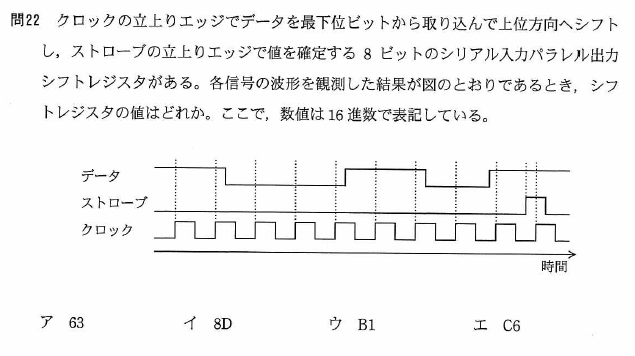 問22 クロックの立上りエッジでデータを最下位ビットから取り込んで上位方向へシフト
し，ストローブの立上りエッジで値を確定する 8 ビットのシリアル入力パラレル出力
シフトレジスタがある。各信号の波形を観測した結果が図のとおりであるとき，シフ
トレジスタの値はどれか。ここで，数値は 16 進数で表記している。
データ
ストローブ
クロック
時間
ア 63 イ 8D ウ B1 エ C6